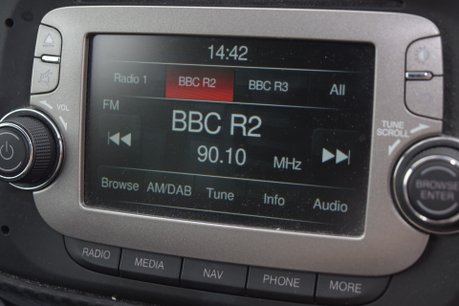 14:42
Radio 1 BBC R2 BBC R3 All
FM
BBC R2
90.10 MHz
Browse AM/DAB Tune Info Audio
VOL
TUNE
SCROLL
BROWSE
ENTER
RADIO MEDIA NAV PHONE MORE